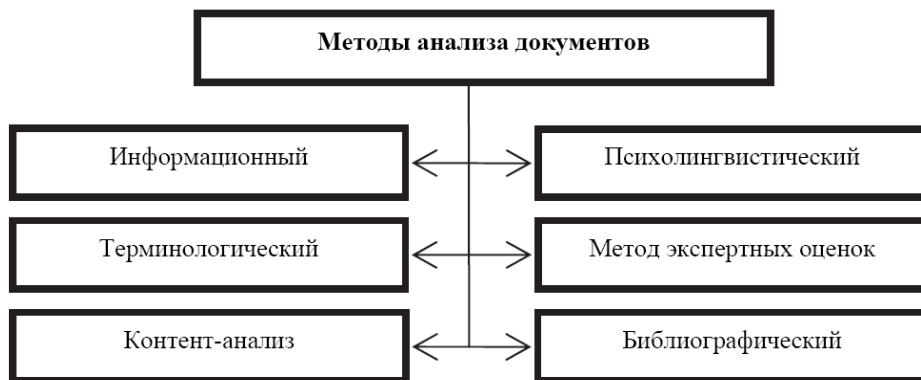 Методы анализа документов
Информационный
Психолингвистический
Терминологический
Метод экспертных оценок
Контент-анализ
Библиографический